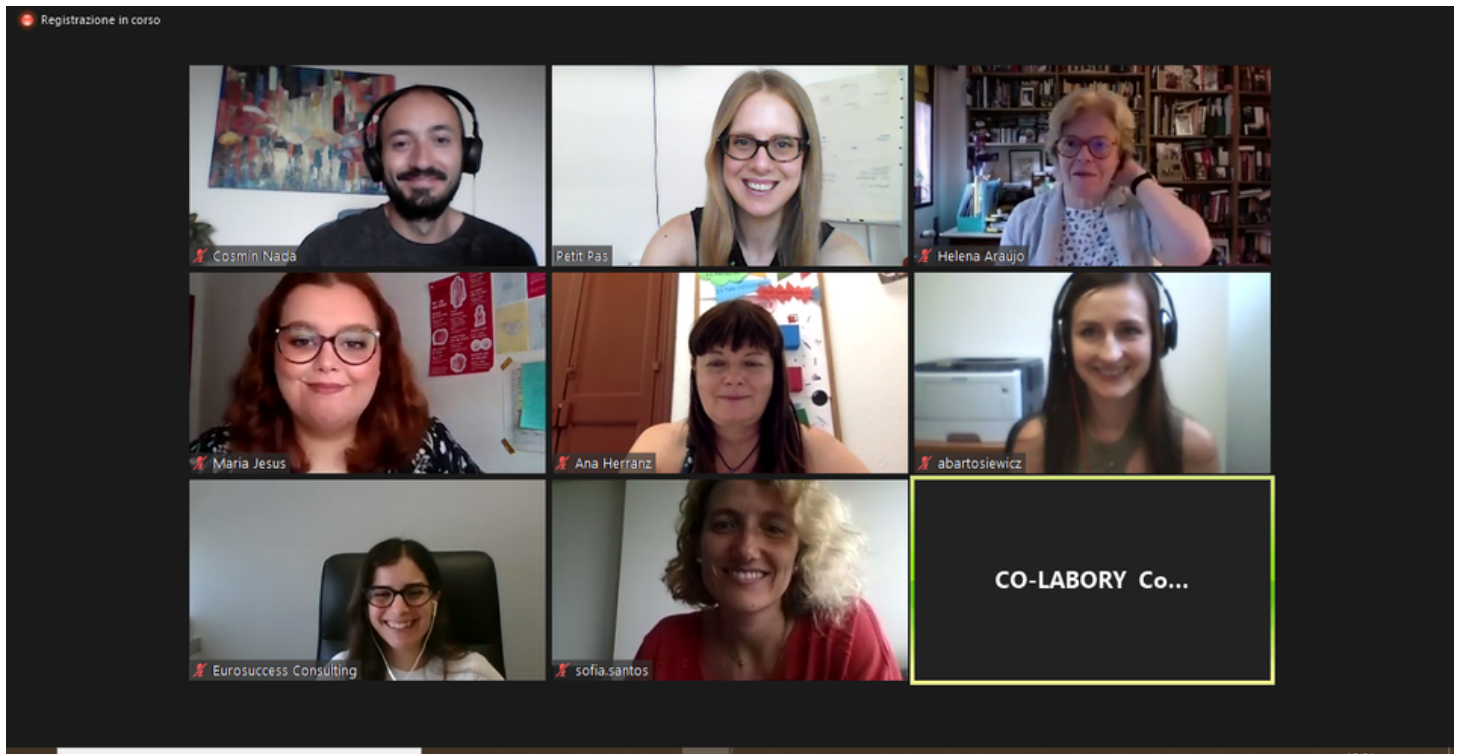 Registrazione in corso
Cosmin Nada
Petit Pas
Helena Araújo
Maria Jesus
Ana Herranz
abartosiewicz
Eurosuccess Consulting
sofia.santos
CO-LABORY Co...